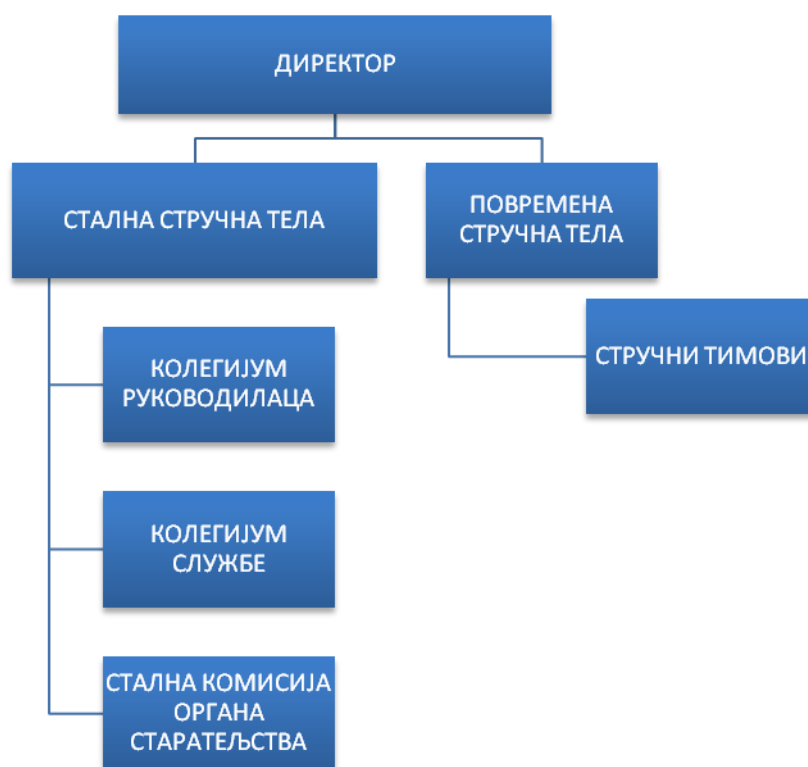 ДИРЕКТОР
СТАЛНА СТРУЧНА ТЕЛА
ПОВРЕМЕНА
СТРУЧНА ТЕЛА
КОЛЕГИЈУМ
РУКОВОДИЛАЦА
КОЛЕГИЈУМ
СЛУЖБЕ
СТАЛНА КОМИСИЈА
ОРГАНА
СТАРАТЕЉСТВА
СТРУЧНИ ТИМОВИ